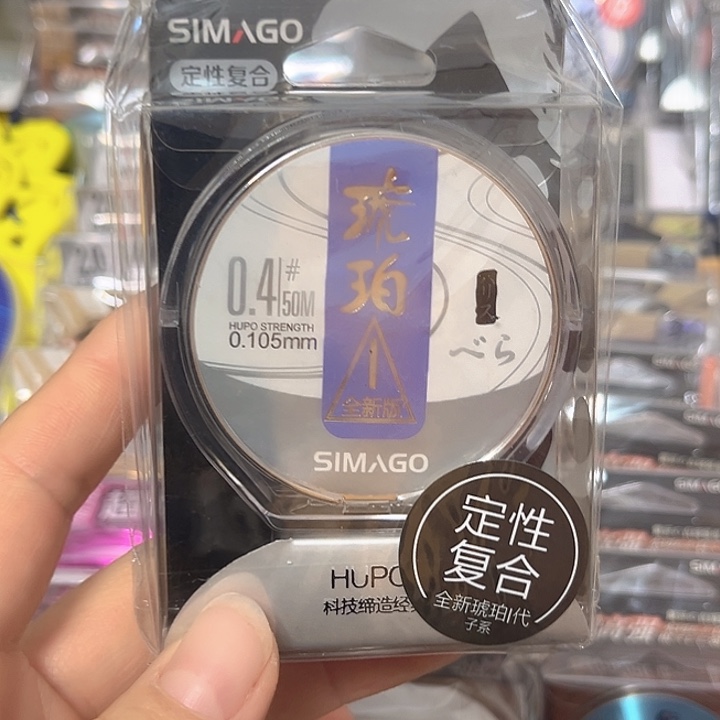 SIMAGO
定性复合
琥珀
0.4# 50M
HUPO STRENGTH
0.105mm
べら
全新版
SIMAGO
定性
复合
全新琥珀I代
子系
HUPO
科技缔造经